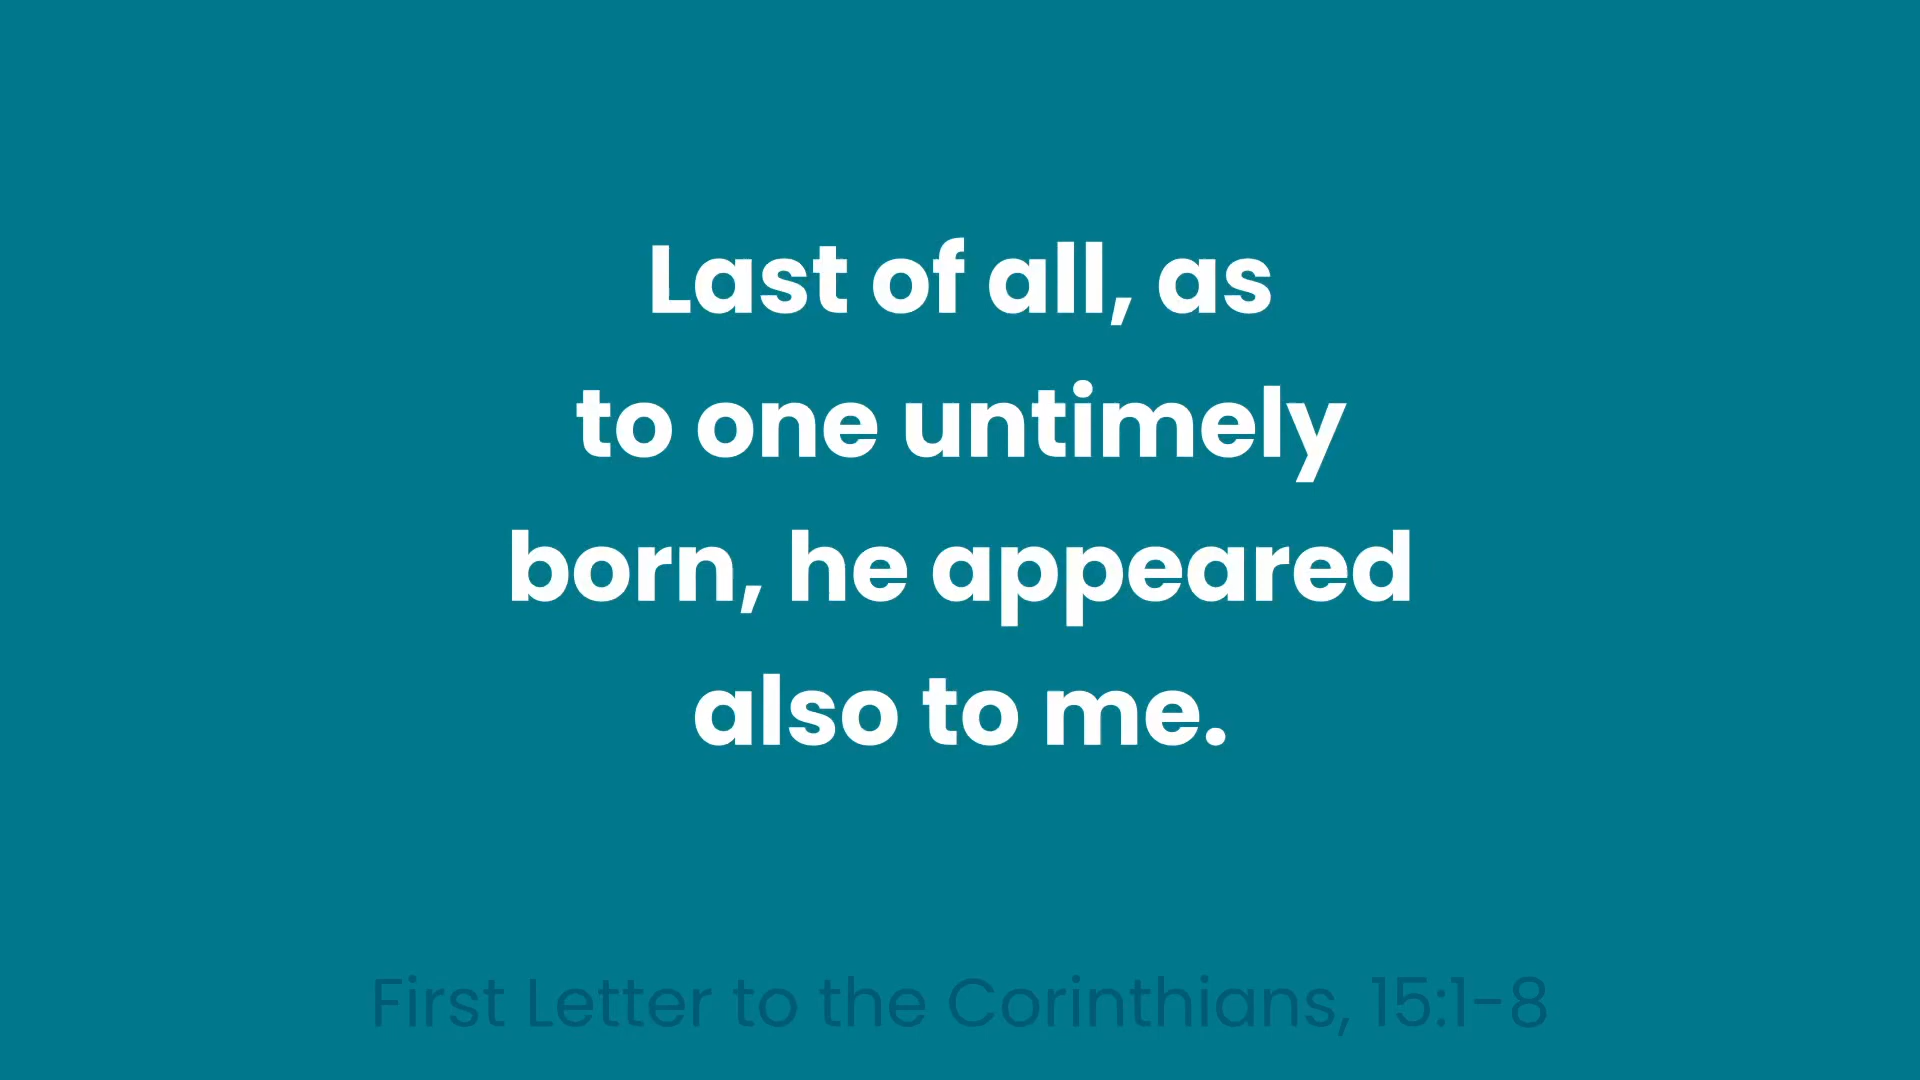 Last of all, as
to one untimely
born, he appeared
also to me.
First Letter to the Corinthians, 15:1-8